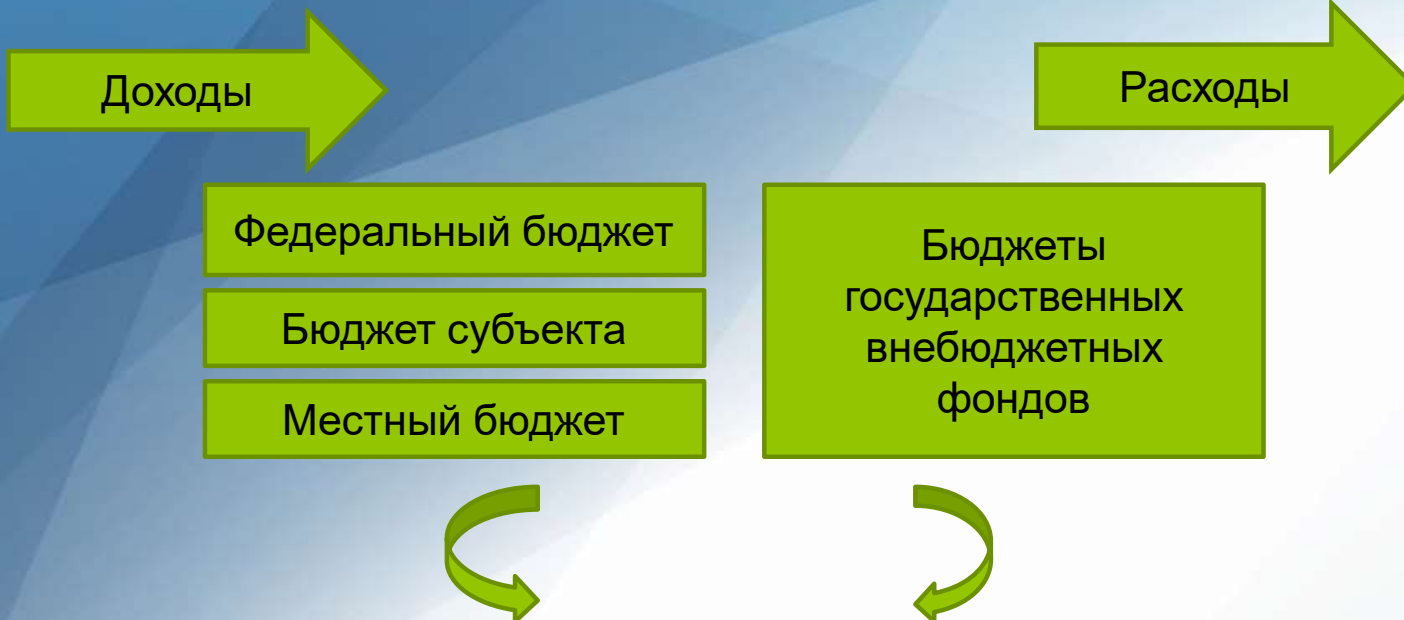 Доходы
Расходы
Федеральный бюджет
Бюджет субъекта
Местный бюджет
Бюджеты
государственных
внебюджетных
фондов